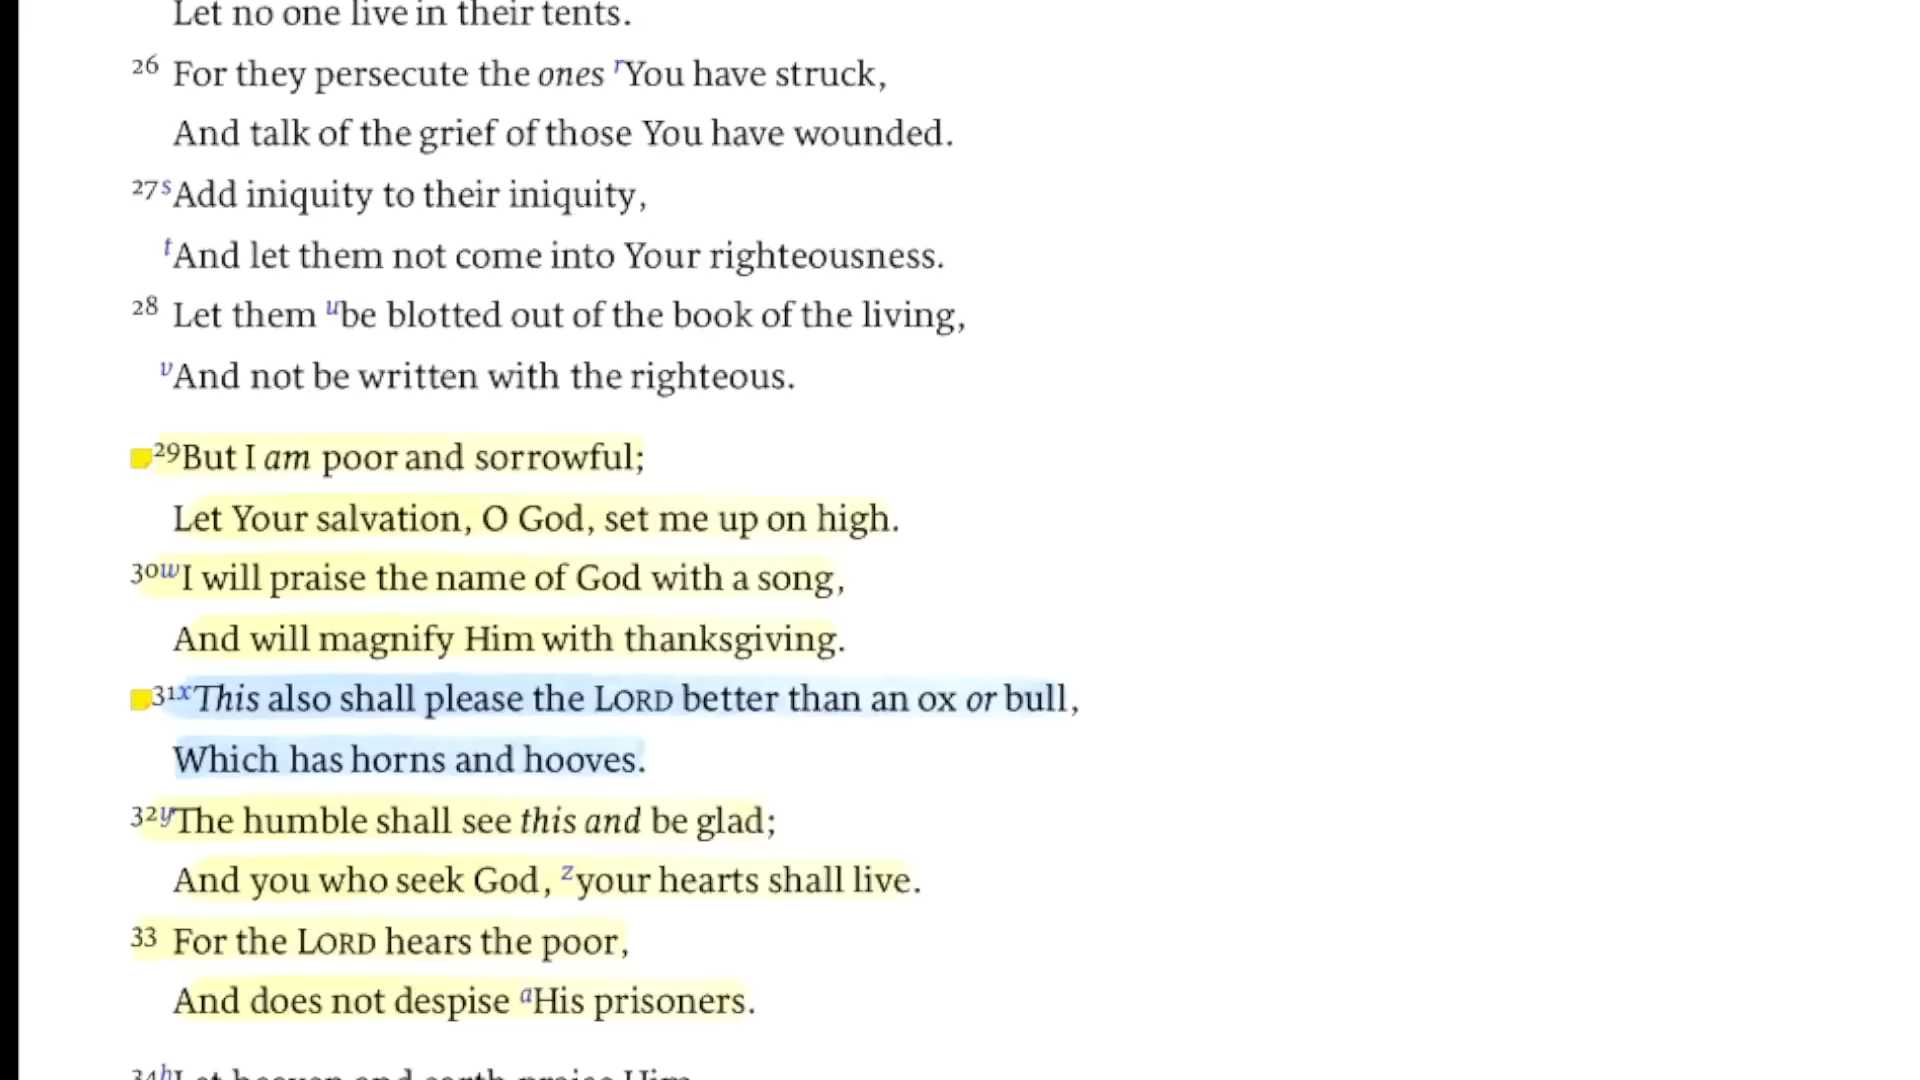 Let no one live in their tents.
26 For they persecute the ones rYou have struck,
And talk of the grief of those You have wounded.
27sAdd iniquity to their iniquity,
tAnd let them not come into Your righteousness.
28 Let them ube blotted out of the book of the living,
vAnd not be written with the righteous.
29But I am poor and sorrowful;
Let Your salvation, O God, set me up on high.
30wI will praise the name of God with a song,
And will magnify Him with thanksgiving.
31xThis also shall please the LORD better than an ox or bull,
Which has horns and hooves.
32yThe humble shall see this and be glad;
And you who seek God, zyour hearts shall live.
33 For the LORD hears the poor,
And does not despise aHis prisoners.
34bLet heaven and earth praise Him